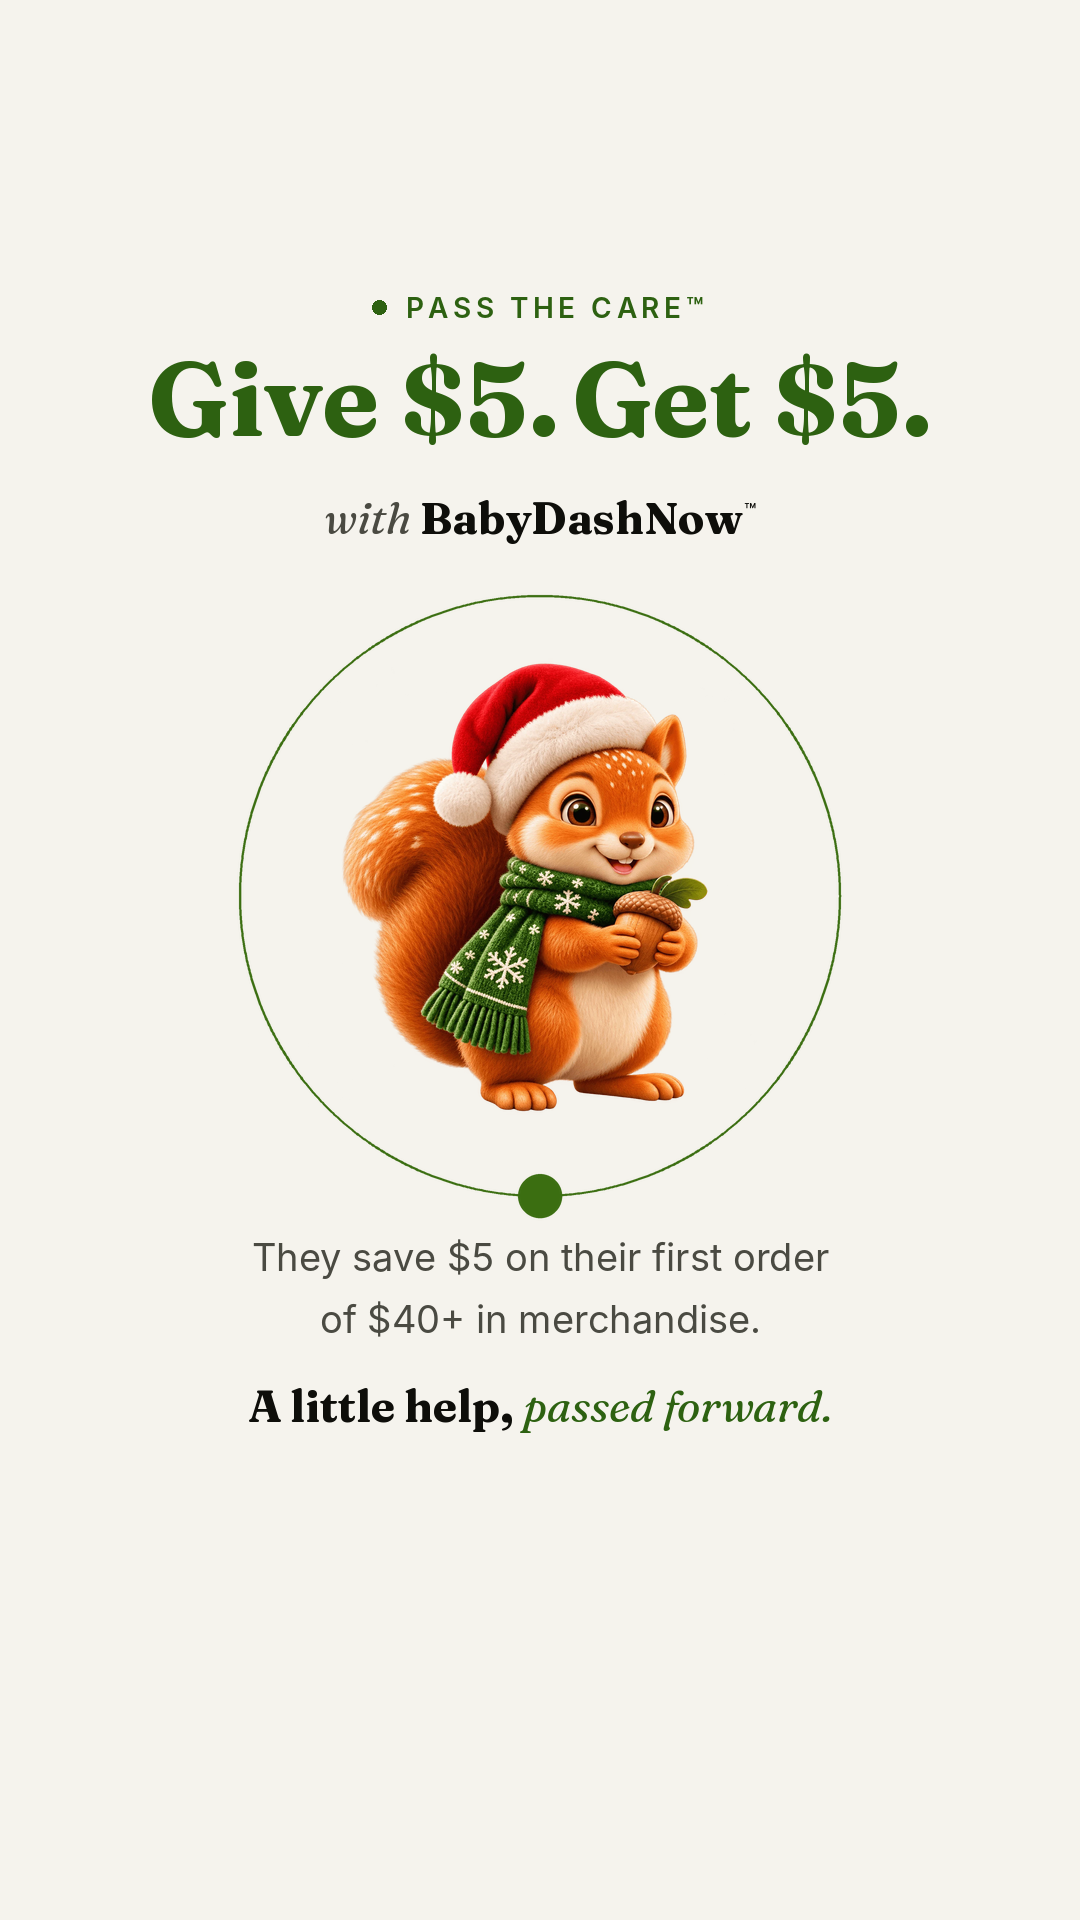 PASS THE CARE™
Give $5. Get $5.
with BabyDashNow™
They save $5 on their first order
of $40+ in merchandise.
A little help, passed forward.